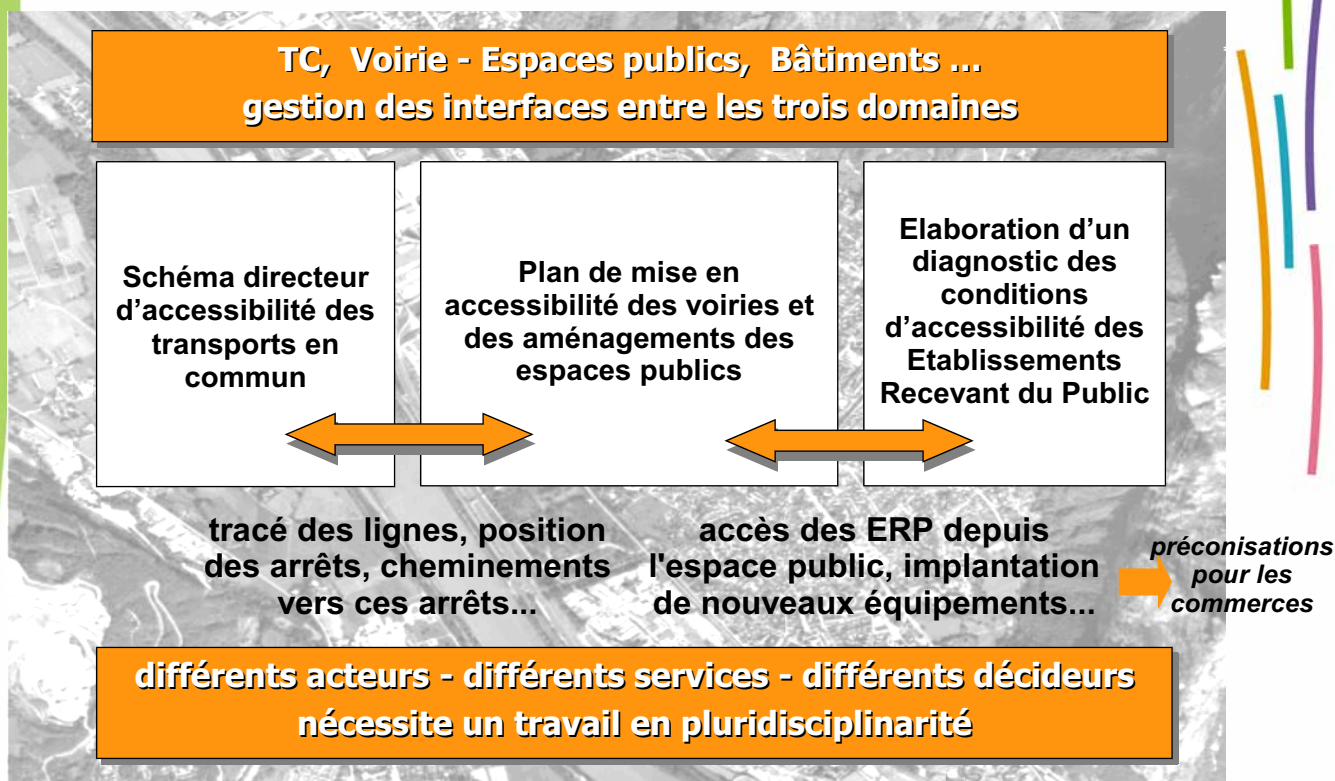 TC, Voirie - Espaces publics, Bâtiments ...
gestion des interfaces entre les trois domaines
Schéma directeur
d'accessibilité des
transports en
commun
Plan de mise en
accessibilité des voiries et
des aménagements des
espaces publics
Elaboration d'un
diagnostic des
conditions
d'accessibilité des
Etablissements
Recevant du Public
tracé des lignes, position
des arrêts, cheminements
vers ces arrêts...
accès des ERP depuis
l'espace public, implantation
de nouveaux équipements...
préconisations
pour les
commerces
différents acteurs - différents services - différents décideurs
nécessite un travail en pluridisciplinarité